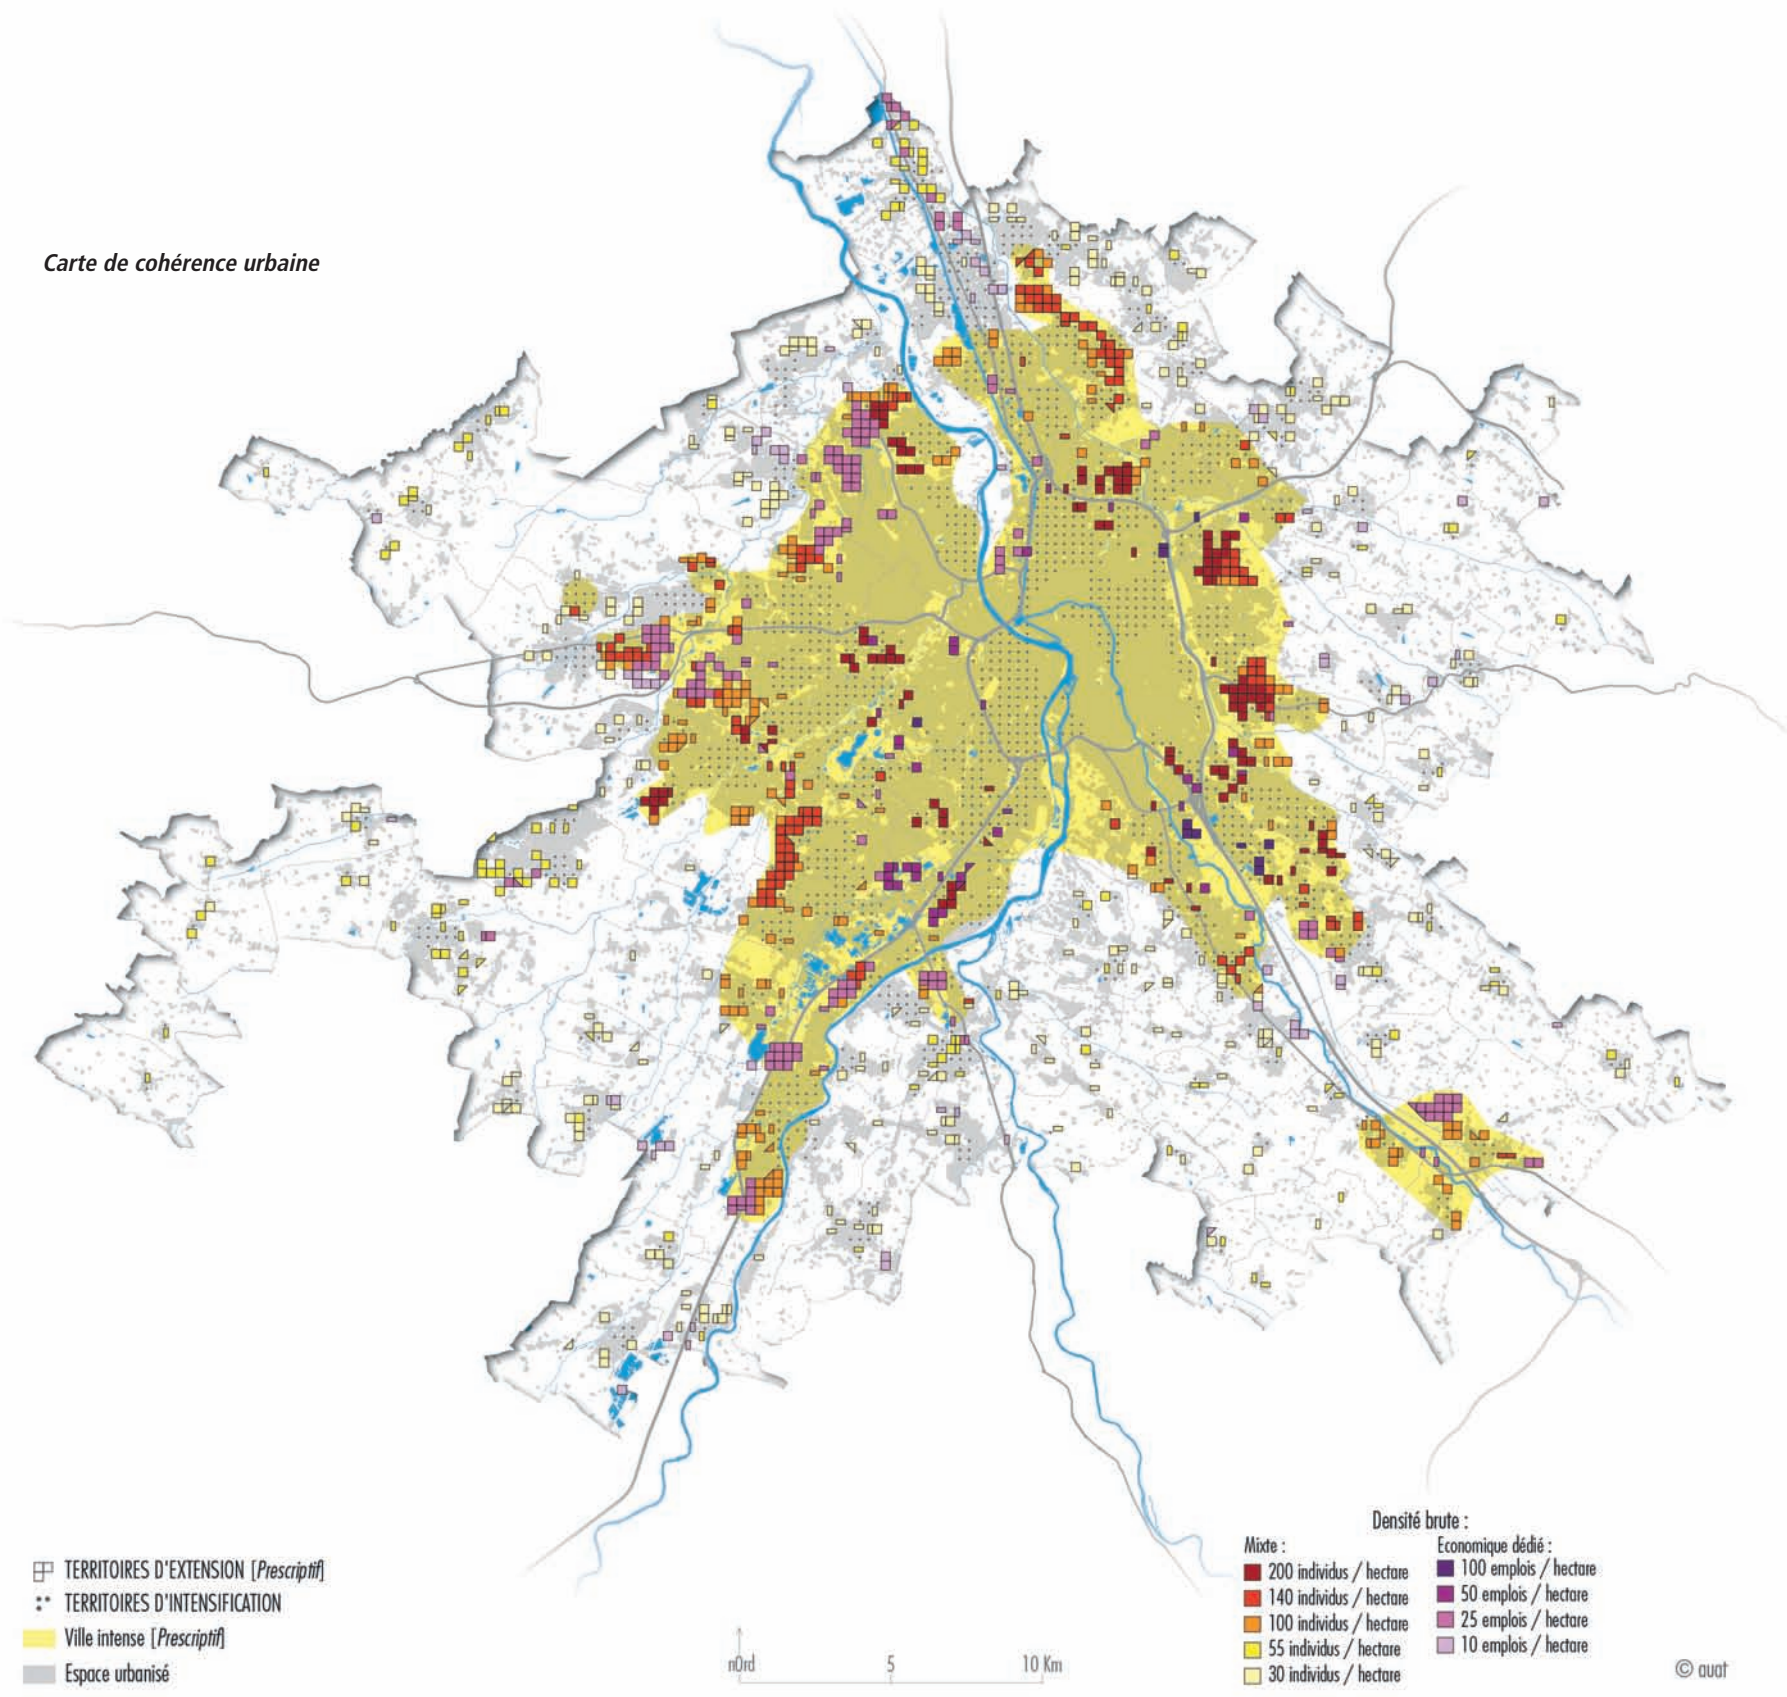 Carte de cohérence urbaine
TERRITOIRES D'EXTENSION [Prescriptif]
TERRITOIRES D'INTENSIFICATION
Ville intense [Prescriptif]
Espace urbanisé
nOrd
5
10 Km
Densité brute :
Mixte :
200 individus / hectare
140 individus / hectare
100 individus / hectare
55 individus / hectare
30 individus / hectare
Economique dédié :
100 emplois / hectare
50 emplois / hectare
25 emplois / hectare
10 emplois / hectare
© auat